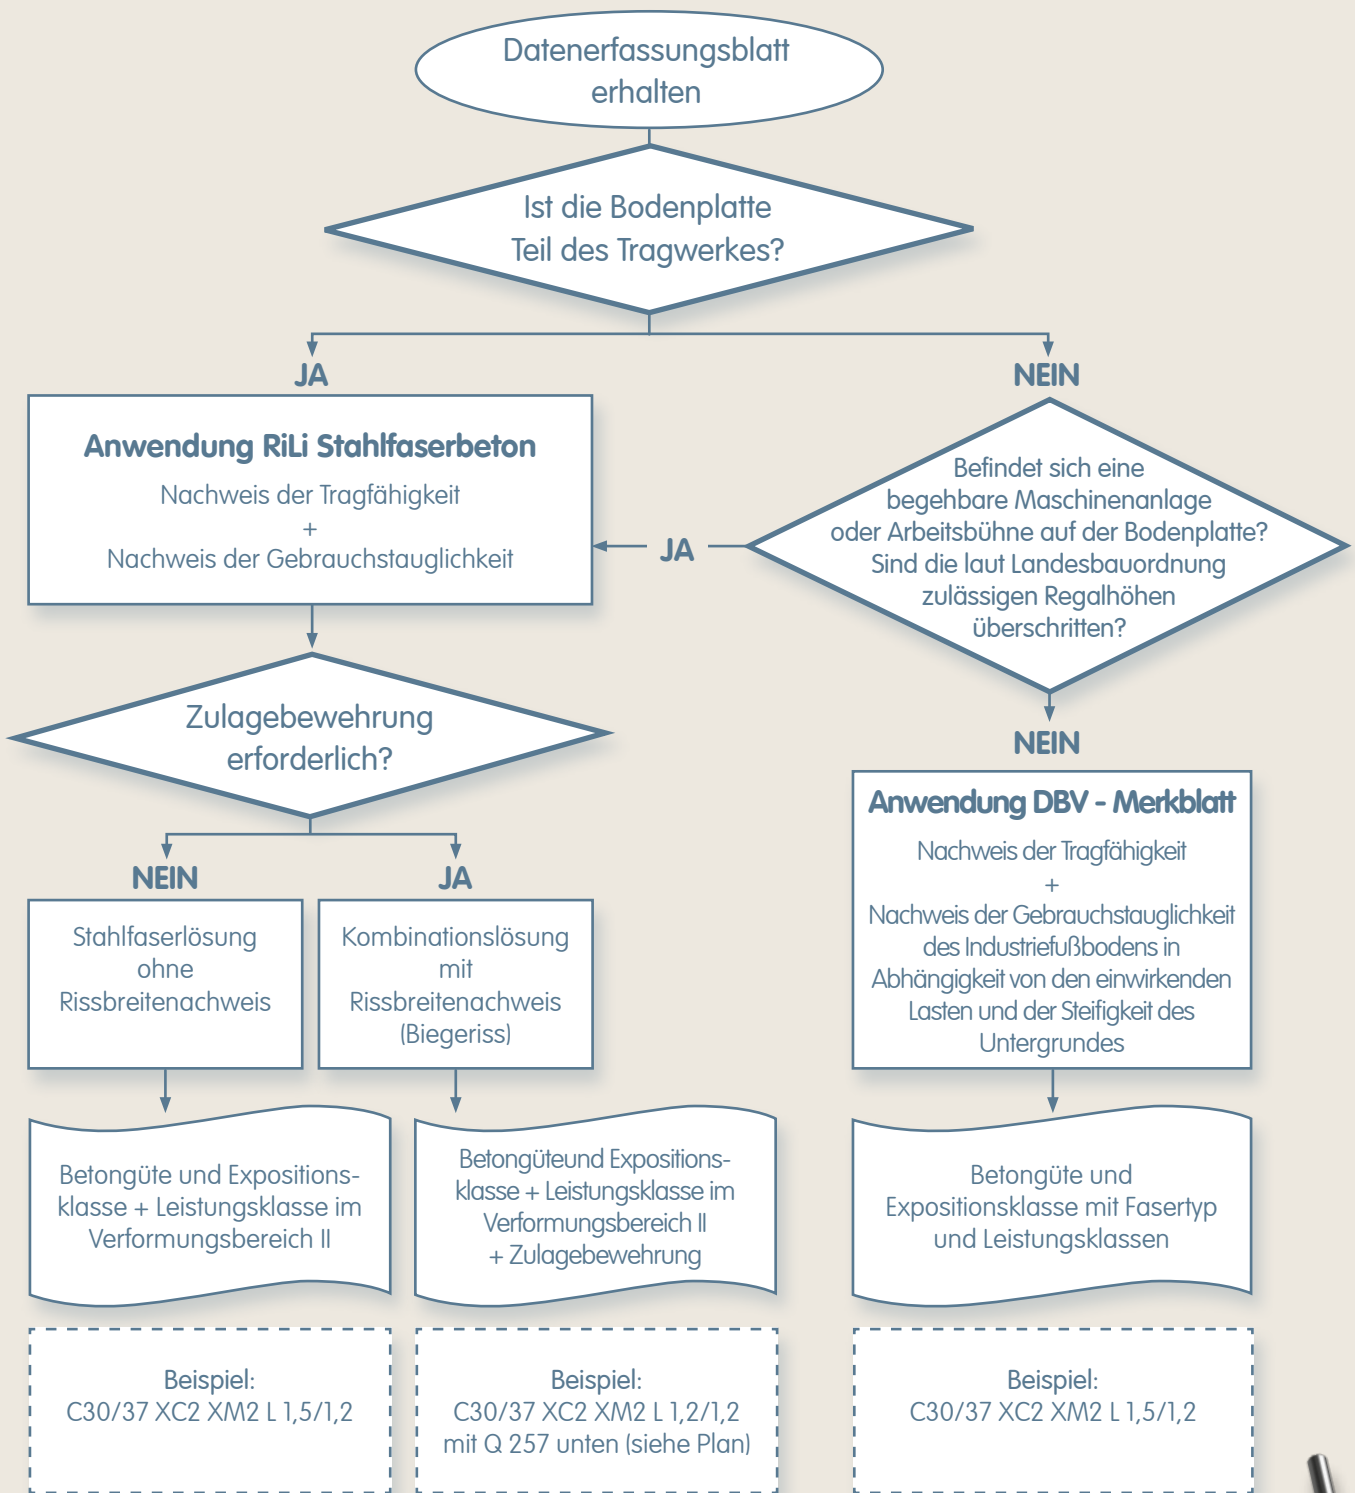 Datenerfassungsblatt
erhalten
Ist die Bodenplatte
Teil des Tragwerkes?
JA
NEIN
Anwendung RiLi Stahlfaserbeton
Nachweis der Tragfähigkeit
+
Nachweis der Gebrauchstauglichkeit
JA
Befindet sich eine
begehbare Maschinenanlage
oder Arbeitsbühne auf der Bodenplatte?
Sind die laut Landesbauordnung
zulässigen Regalhöhen
überschritten?
Zulagebewehrung
erforderlich?
NEIN
JA
NEIN
Stahlfaserlösung
ohne
Rissbreitenachweis
Kombinationslösung
mit
Rissbreitenachweis
(Biegeriss)
Anwendung DBV - Merkblatt
Nachweis der Tragfähigkeit
+
Nachweis der Gebrauchstauglichkeit
des Industriefußbodens in
Abhängigkeit von den einwirkenden
Lasten und der Steifigkeit des
Untergrundes
Betongüte und Expositions-
klasse + Leistungsklasse im
Verformungsbereich II
Betongüteund Expositions-
klasse + Leistungsklasse im
Verformungsbereich II
+ Zulagebewehrung
Betongüte und
Expositionsklasse mit Fasertyp
und Leistungsklassen
Beispiel:
C30/37 XC2 XM2 L 1,5/1,2
Beispiel:
C30/37 XC2 XM2 L 1,2/1,2
mit Q 257 unten (siehe Plan)
Beispiel:
C30/37 XC2 XM2 L 1,5/1,2